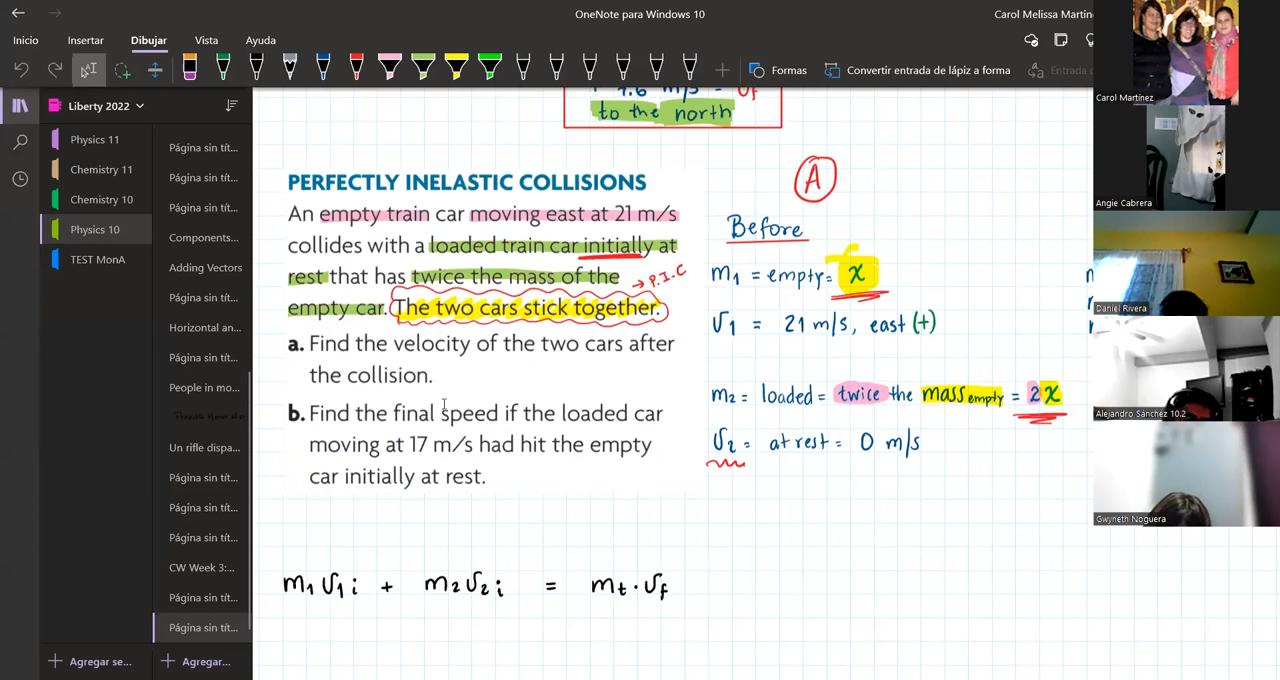 OneNote para Windows 10
Carol Melissa Martin
Inicio
Insertar
Dibujar
Vista
Ayuda
Formas
Convertir entrada de lápiz a forma
Entrada
Liberty 2022
Physics 11
Chemistry 11
Chemistry 10
Physics 10
TEST MonA
Página sin tít...
Página sin tít...
Página sin tít...
Components...
Adding Vectors
Página sin tít...
Horizontal an...
Página sin tít...
People in mo...
Un rifle dispa...
Página sin tít...
Página sin tít...
Página sin tít...
CW Week 3:...
Página sin tít...
Página sin tít...
Agregar se...
Agregar...
7.6 m/s = vf
to the north
PERFECTLY INELASTIC COLLISIONS
An empty train car moving east at 21 m/s
collides with a loaded train car initially at
rest that has twice the mass of the
empty car. The two cars stick together.
→ P.I.C
a. Find the velocity of the two cars after
the collision.
b. Find the final speed if the loaded car
moving at 17 m/s had hit the empty
car initially at rest.
A
Before
m1 = empty = x
v1 = 21 m/s, east (+)
m2 = loaded = twice the mass empty = 2x
v2 = at rest = 0 m/s
m1 v1i + m2 v2i = mt · vf
Carol Martínez
Angie Cabrera
Daniel Rivera
Alejandro Sánchez 10.2
Gwyneth Noguera